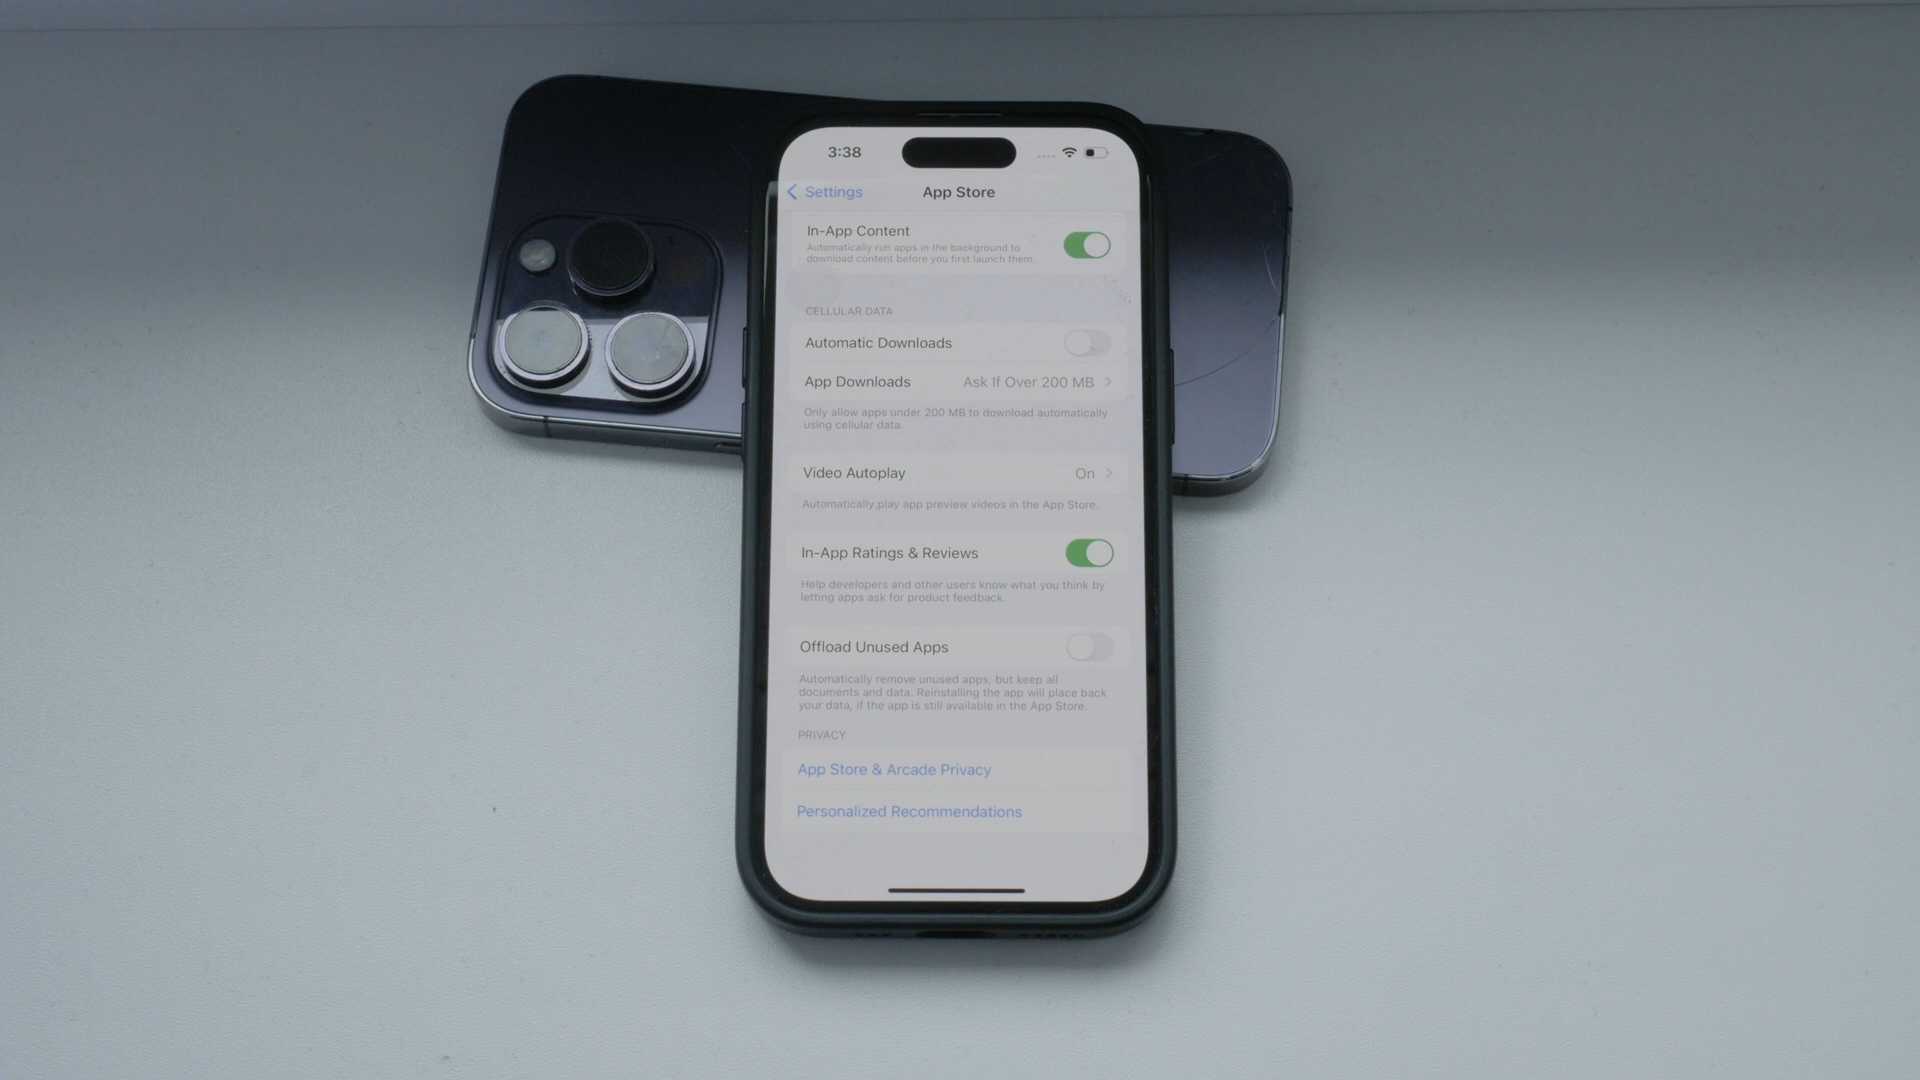 3:38
Settings
App Store
In-App Content
Automatically run apps in the background to
download content before you first launch them.
CELLULAR DATA
Automatic Downloads
App Downloads Ask If Over 200 MB
Only allow apps under 200 MB to download automatically
using cellular data.
Video Autoplay On
Automatically play app preview videos in the App Store.
In-App Ratings & Reviews
Help developers and other users know what you think by
letting apps ask for product feedback.
Offload Unused Apps
Automatically remove unused apps, but keep all
documents and data. Reinstalling the app will place back
your data, if the app is still available in the App Store.
PRIVACY
App Store & Arcade Privacy
Personalized Recommendations